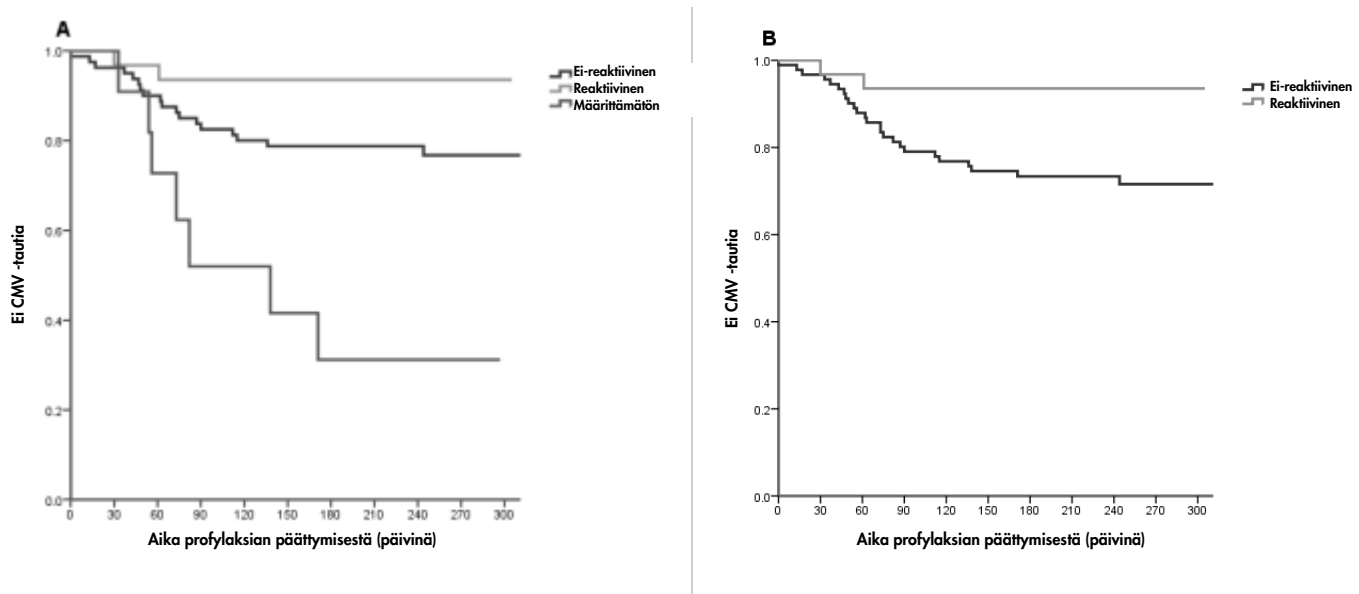 A
1.0
0.8
0.6
0.4
0.2
0.0
0 30 60 90 120 150 180 210 240 270 300
Ei CMV -tautia
Aika profylaksian päättymisestä (päivinä)
Ei-reaktiivinen
Reaktiivinen
Määrittämätön
B
1.0
0.8
0.6
0.4
0.2
0.0
0 30 60 90 120 150 180 210 240 270 300
Ei CMV -tautia
Aika profylaksian päättymisestä (päivinä)
Ei-reaktiivinen
Reaktiivinen